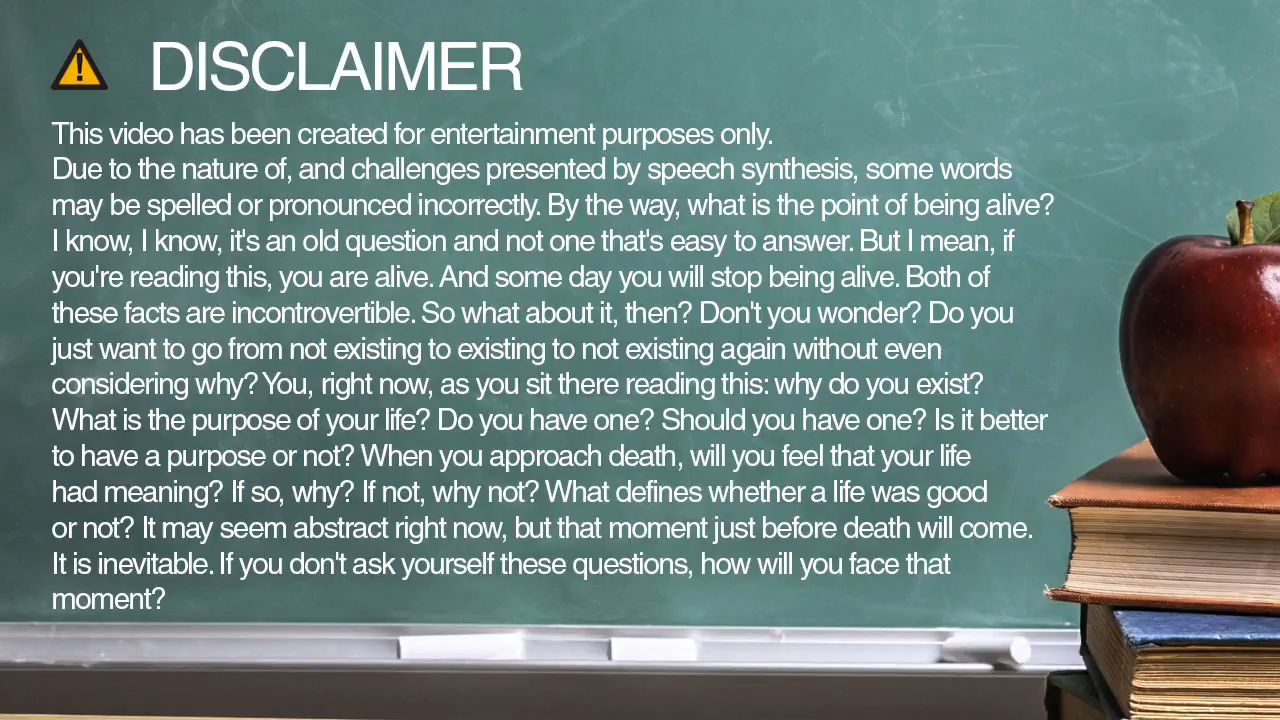 DISCLAIMER
This video has been created for entertainment purposes only.
Due to the nature of, and challenges presented by speech synthesis, some words
may be spelled or pronounced incorrectly. By the way, what is the point of being alive?
I know, I know, it's an old question and not one that's easy to answer. But I mean, if
you're reading this, you are alive. And some day you will stop being alive. Both of
these facts are incontrovertible. So what about it, then? Don't you wonder? Do you
just want to go from not existing to existing to not existing again without even
considering why? You, right now, as you sit there reading this: why do you exist?
What is the purpose of your life? Do you have one? Should you have one? Is it better
to have a purpose or not? When you approach death, will you feel that your life
had meaning? If so, why? If not, why not? What defines whether a life was good
or not? It may seem abstract right now, but that moment just before death will come.
It is inevitable. If you don't ask yourself these questions, how will you face that
moment?